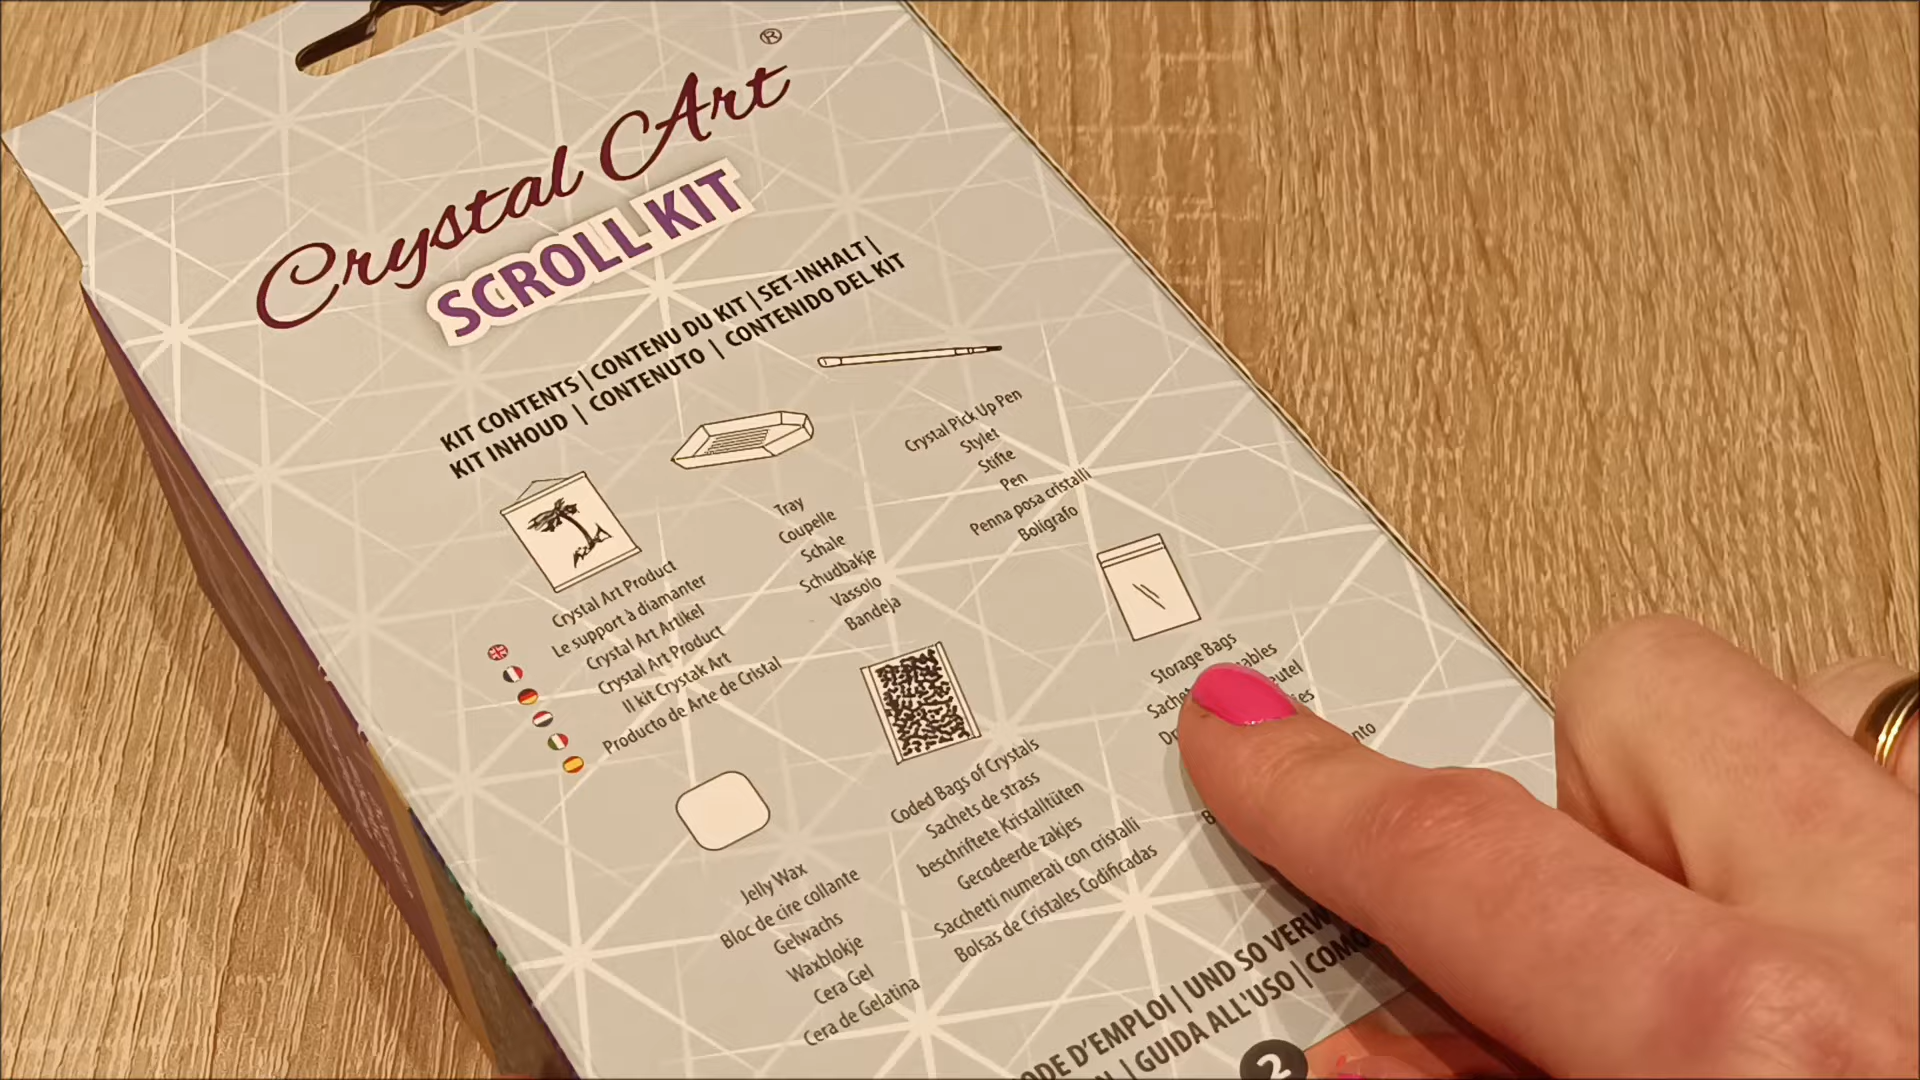 Crystal Art ®
SCROLL KIT
KIT CONTENTS | CONTENU DU KIT | SET-INHALT |
KIT INHOUD | CONTENUTO | CONTENIDO DEL KIT
Crystal Art Product
Le support à diamanter
Crystal Art Artikel
Crystal Art Product
Il kit Crystak Art
Producto de Arte de Cristal
Tray
Coupelle
Schale
Schudbakje
Vassoio
Bandeja
Crystal Pick Up Pen
Stylet
Stifte
Pen
Penna posa cristalli
Bolígrafo
Jelly Wax
Bloc de cire collante
Gelwachs
Waxblokje
Cera Gel
Cera de Gelatina
Coded Bags of Crystals
Sachets de strass
beschriftete Kristalltüten
Gecodeerde zakjes
Sacchetti numerati con cristalli
Bolsas de Cristales Codificadas
Storage Bags
D'EMPLOI | UND SO
| GUIDA ALL'USO |
2